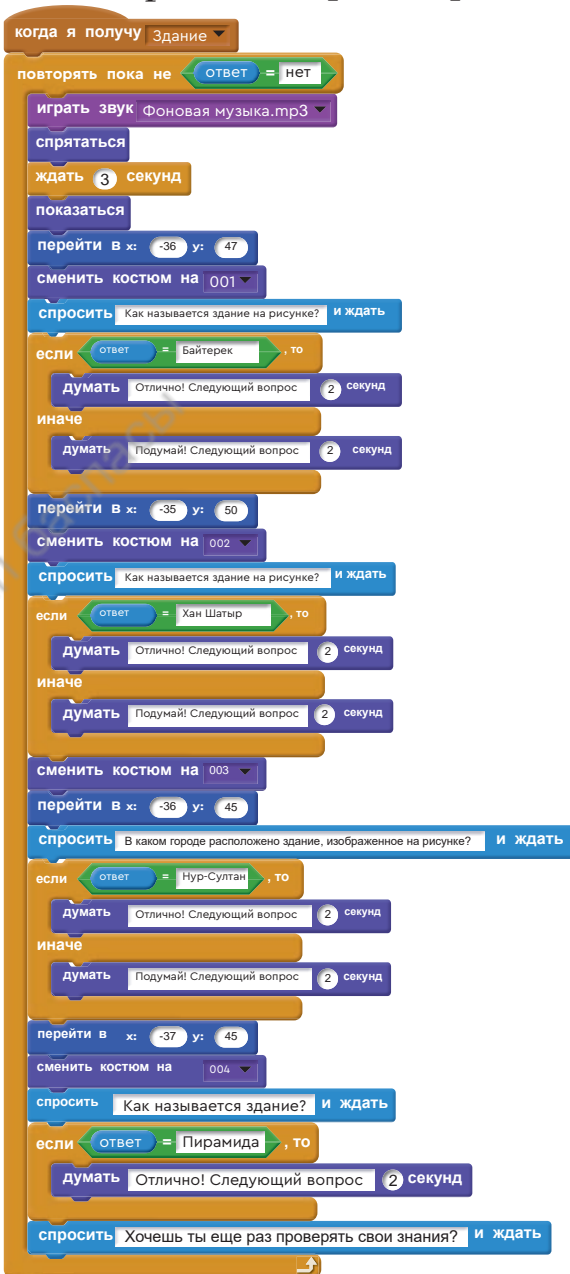 когда я получу Здание
повторять пока не ответ = нет
играть звук Фоновая музыка.mp3
спрятаться
ждать 3 секунд
показаться
перейти в x: -36 y: 47
сменить костюм на 001
спросить Как называется здание на рисунке? и ждать
если ответ = Байтерек , то
думать Отлично! Следующий вопрос 2 секунд
иначе
думать Подумай! Следующий вопрос 2 секунд
перейти в x: -35 y: 50
сменить костюм на 002
спросить Как называется здание на рисунке? и ждать
если ответ = Хан Шатыр , то
думать Отлично! Следующий вопрос 2 секунд
иначе
думать Подумай! Следующий вопрос 2 секунд
сменить костюм на 003
перейти в x: -36 y: 45
спросить В каком городе расположено здание, изображенное на рисунке? и ждать
если ответ = Нур-Султан , то
думать Отлично! Следующий вопрос 2 секунд
иначе
думать Подумай! Следующий вопрос 2 секунд
перейти в x: -37 y: 45
сменить костюм на 004
спросить Как называется здание? и ждать
если ответ = Пирамида , то
думать Отлично! Следующий вопрос 2 секунд
спросить Хочешь ты еще раз проверять свои знания? и ждать